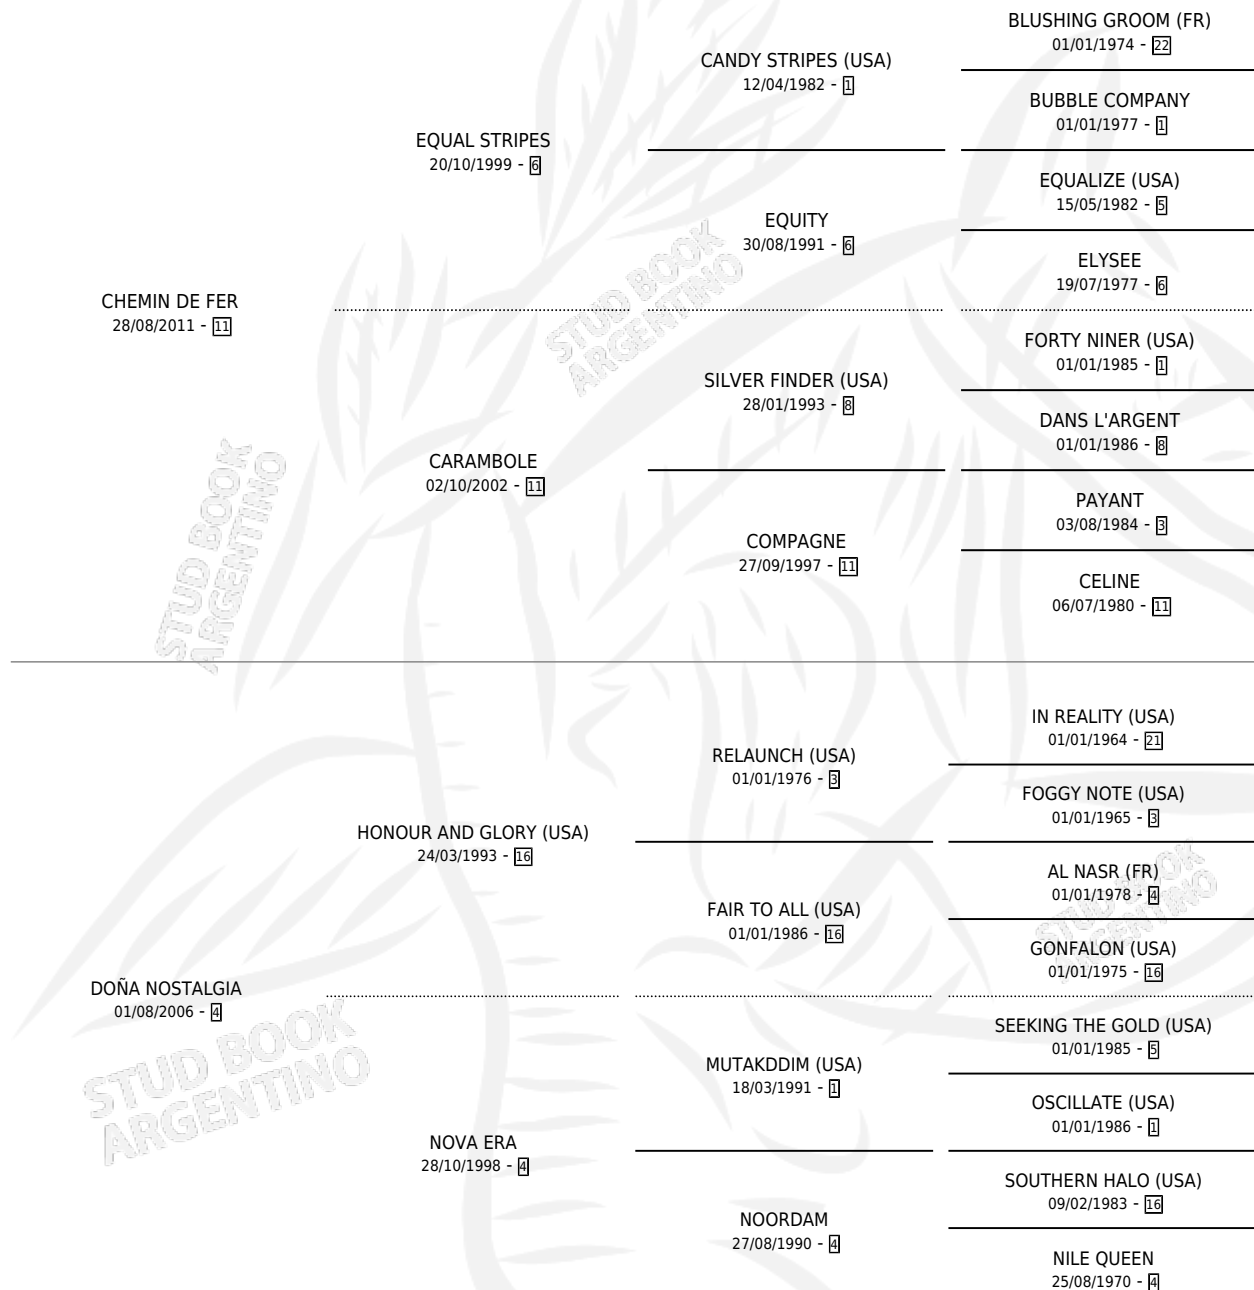 BLUSHING GROOM (FR)
01/01/1974 - 22
CANDY STRIPES (USA)
12/04/1982 - 1
BUBBLE COMPANY
01/01/1977 - 1
EQUAL STRIPES
20/10/1999 - 6
EQUALIZE (USA)
15/05/1982 - 5
EQUITY
30/08/1991 - 6
ELYSEE
19/07/1977 - 6
CHEMIN DE FER
28/08/2011 - 11
FORTY NINER (USA)
01/01/1985 - 1
SILVER FINDER (USA)
28/01/1993 - 8
DANS L'ARGENT
01/01/1986 - 8
CARAMBOLE
02/10/2002 - 11
PAYANT
03/08/1984 - 3
COMPAGNE
27/09/1997 - 11
CELINE
06/07/1980 - 11
IN REALITY (USA)
01/01/1964 - 21
RELAUNCH (USA)
01/01/1976 - 3
FOGGY NOTE (USA)
01/01/1965 - 3
HONOUR AND GLORY (USA)
24/03/1993 - 16
AL NASR (FR)
01/01/1978 - 4
FAIR TO ALL (USA)
01/01/1986 - 16
GONFALON (USA)
01/01/1975 - 16
DOÑA NOSTALGIA
01/08/2006 - 4
SEEKING THE GOLD (USA)
01/01/1985 - 5
MUTAKDDIM (USA)
18/03/1991 - 1
OSCILLATE (USA)
01/01/1986 - 1
NOVA ERA
28/10/1998 - 4
SOUTHERN HALO (USA)
09/02/1983 - 16
NOORDAM
27/08/1990 - 4
NILE QUEEN
25/08/1970 - 4
STUD BOOK
ARGENTINO
STUD BOOK
ARGENTINO
STUD BOOK
ARGENTINO
STUD BOOK
ARGENTINO